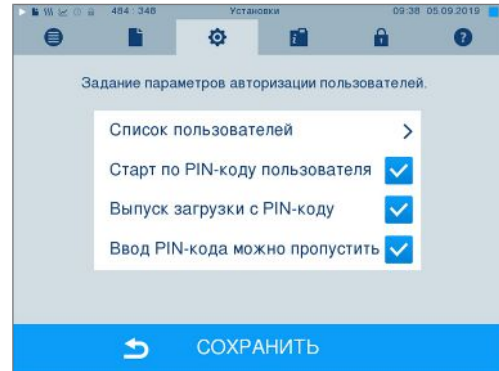 484 : 348 Установки 09:38 05.09.2019
Задание параметров авторизации пользователей.
Список пользователей
Старт по PIN-коду пользователя
Выпуск загрузки с PIN-коду
Ввод PIN-кода можно пропустить
СОХРАНИТЬ